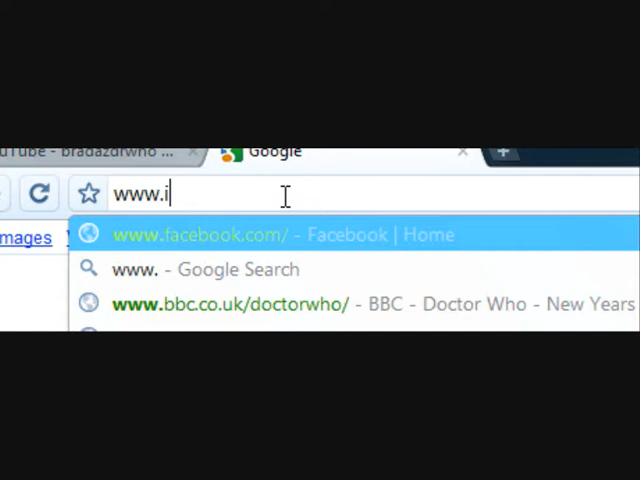 uTube - bradazdrwho ...
Google
www.i
mages
www.facebook.com/ - Facebook | Home
www. - Google Search
www.bbc.co.uk/doctorwho/ - BBC - Doctor Who - New Years